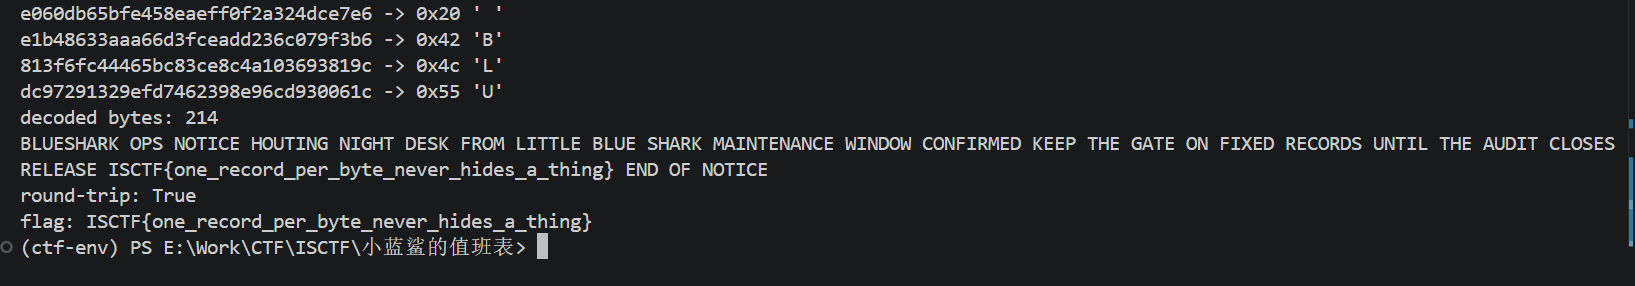 e060db65bfe458eaeff0f2a324dce7e6 -> 0x20 ' '
e1b48633aaa66d3fceadd236c079f3b6 -> 0x42 'B'
813f6fc44465bc83ce8c4a103693819c -> 0x4c 'L'
dc97291329efd7462398e96cd930061c -> 0x55 'U'
decoded bytes: 214
BLUESHARK OPS NOTICE HOUTING NIGHT DESK FROM LITTLE BLUE SHARK MAINTENANCE WINDOW CONFIRMED KEEP THE GATE ON FIXED RECORDS UNTIL THE AUDIT CLOSES
RELEASE ISCTF{one_record_per_byte_never_hides_a_thing} END OF NOTICE
round-trip: True
flag: ISCTF{one_record_per_byte_never_hides_a_thing}
(ctf-env) PS E:\Work\CTF\ISCTF\小蓝鲨的值班表>